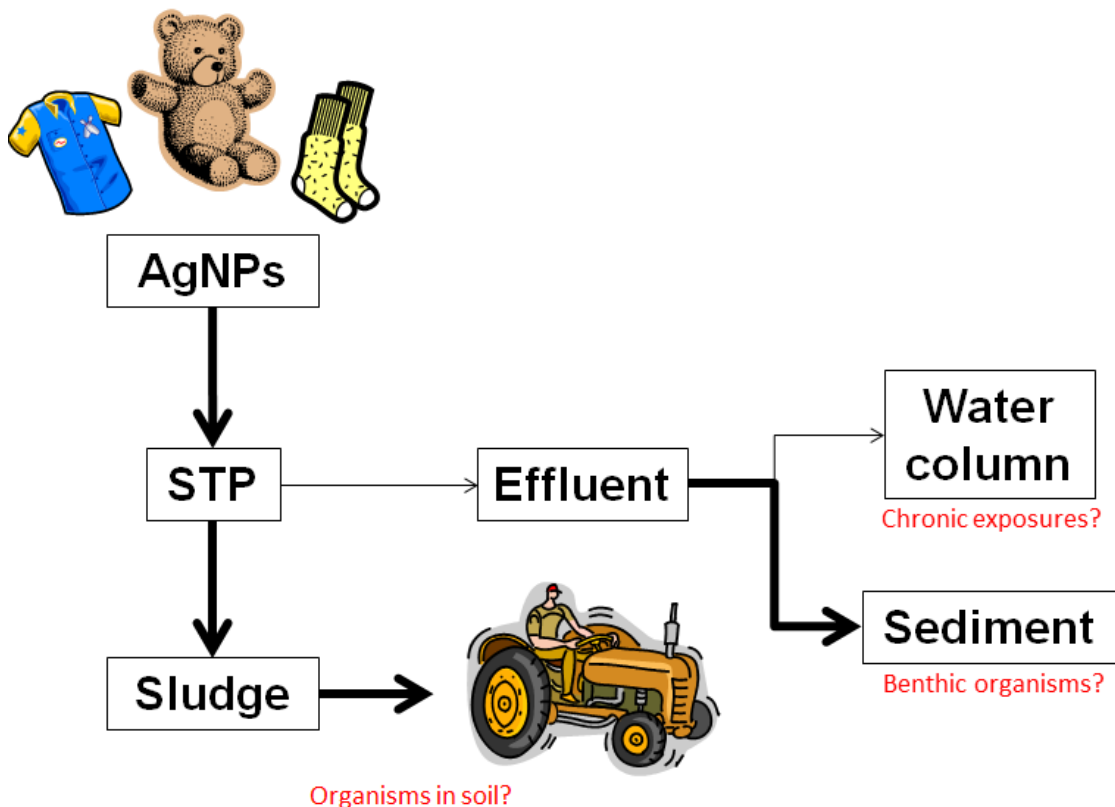 AgNPs
STP
Effluent
Water
column
Chronic exposures?
Sediment
Benthic organisms?
Sludge
Organisms in soil?